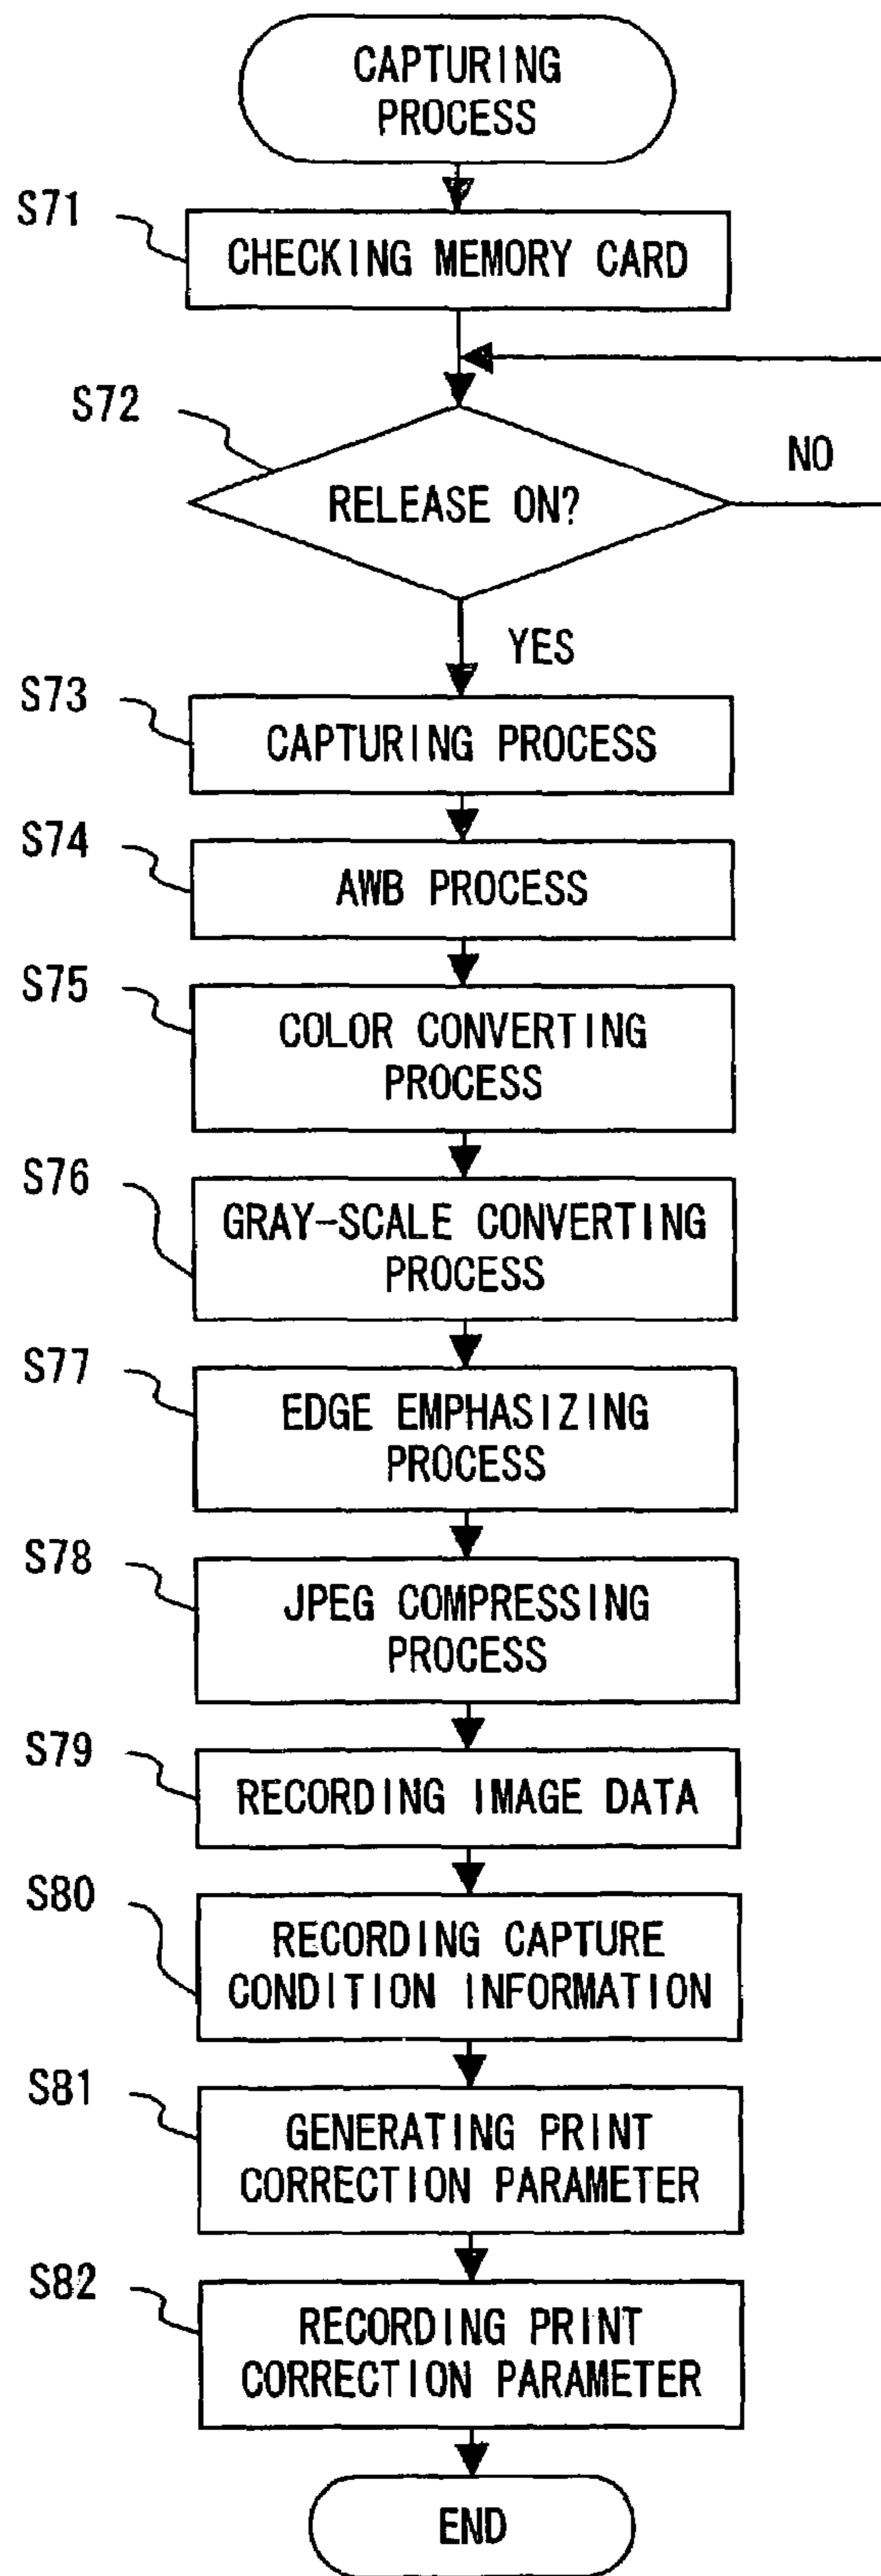 CAPTURING
PROCESS
S71
CHECKING MEMORY CARD
S72
RELEASE ON?
NO
YES
S73
CAPTURING PROCESS
S74
AWB PROCESS
S75
COLOR CONVERTING
PROCESS
S76
GRAY-SCALE CONVERTING
PROCESS
S77
EDGE EMPHASIZING
PROCESS
S78
JPEG COMPRESSING
PROCESS
S79
RECORDING IMAGE DATA
S80
RECORDING CAPTURE
CONDITION INFORMATION
S81
GENERATING PRINT
CORRECTION PARAMETER
S82
RECORDING PRINT
CORRECTION PARAMETER
END